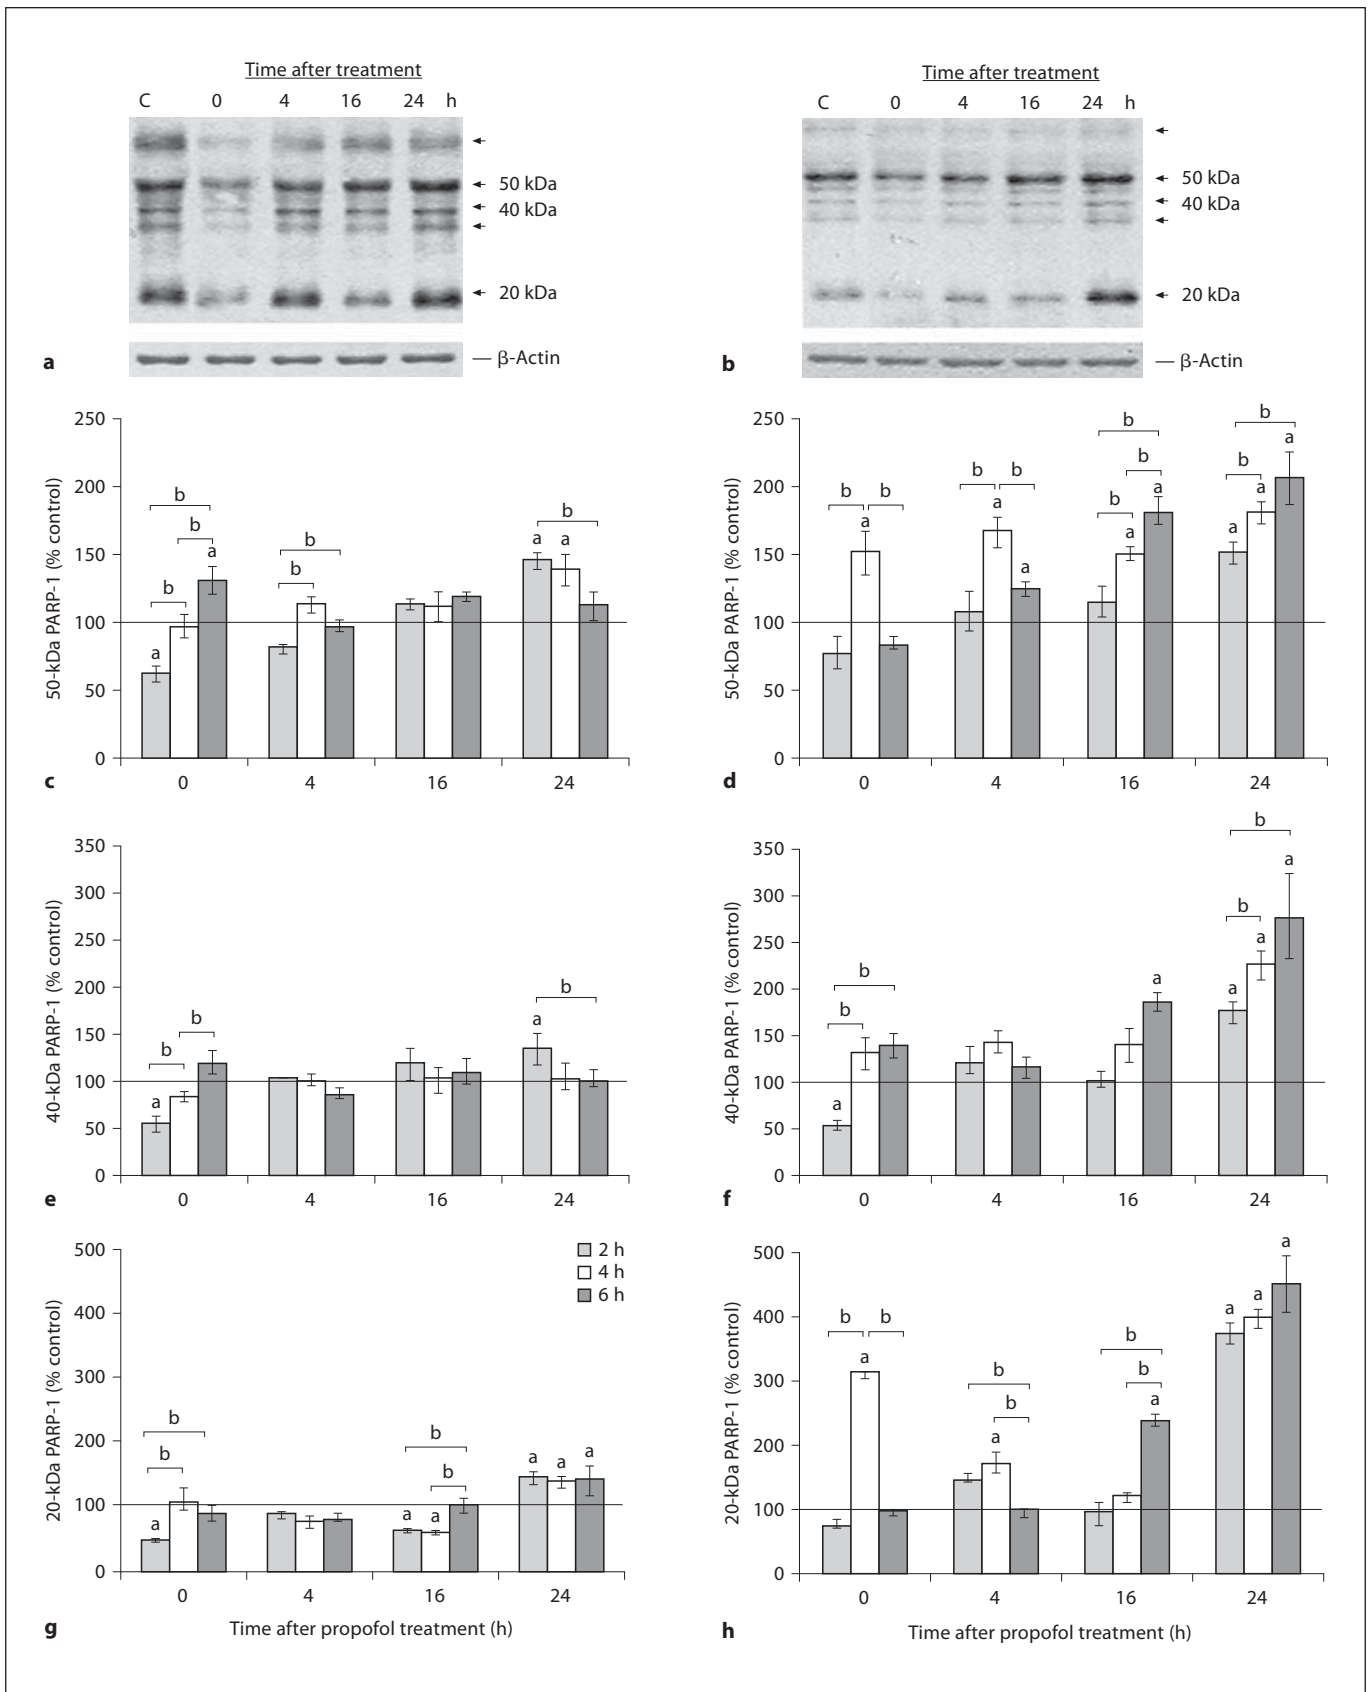 Time after treatment
C 0 4 16 24 h
50 kDa
40 kDa
20 kDa
β-Actin
a
Time after treatment
C 0 4 16 24 h
50 kDa
40 kDa
20 kDa
β-Actin
b
50-kDa PARP-1 (% control)
250
200
150
100
50
0
b
b
b
a
a
b
b
b
a
a
0 4 16 24
c
50-kDa PARP-1 (% control)
250
200
150
100
50
0
b b
a
b b
a
a
b
b
b
a
a
b
b
a
a
a
0 4 16 24
d
40-kDa PARP-1 (% control)
350
300
250
200
150
100
50
0
b
b
a
b
a
0 4 16 24
e
40-kDa PARP-1 (% control)
350
300
250
200
150
100
50
0
b
b
a
a
b
b
a
a
a
0 4 16 24
f
20-kDa PARP-1 (% control)
500
400
300
200
100
0
2 h
4 h
6 h
b
b
a
b
b
a a
a a a
0 4 16 24
Time after propofol treatment (h)
g
20-kDa PARP-1 (% control)
500
400
300
200
100
0
b b
a
b
b
a
b
b
a
a a a
0 4 16 24
Time after propofol treatment (h)
h